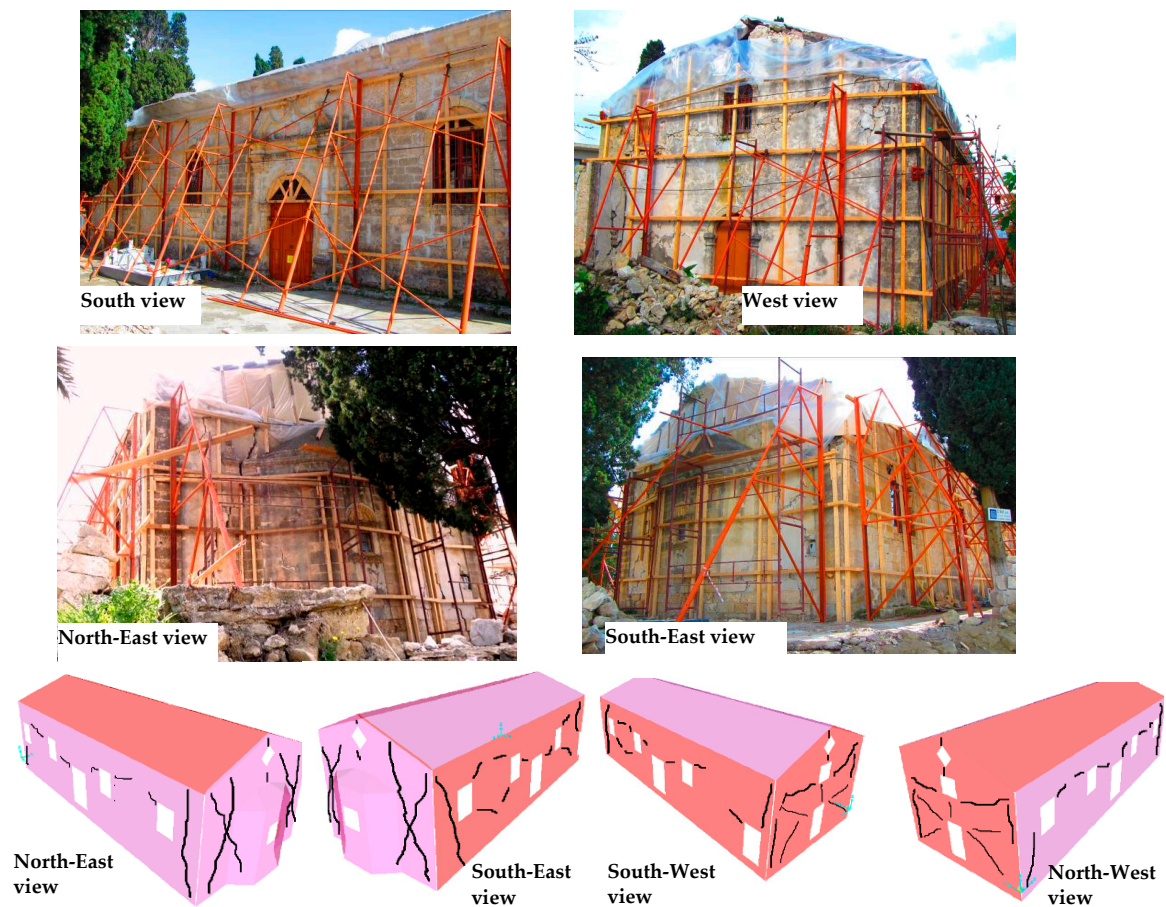 South view
West view
North-East view
South-East view
North-East
view
South-East
view
South-West
view
North-West
view